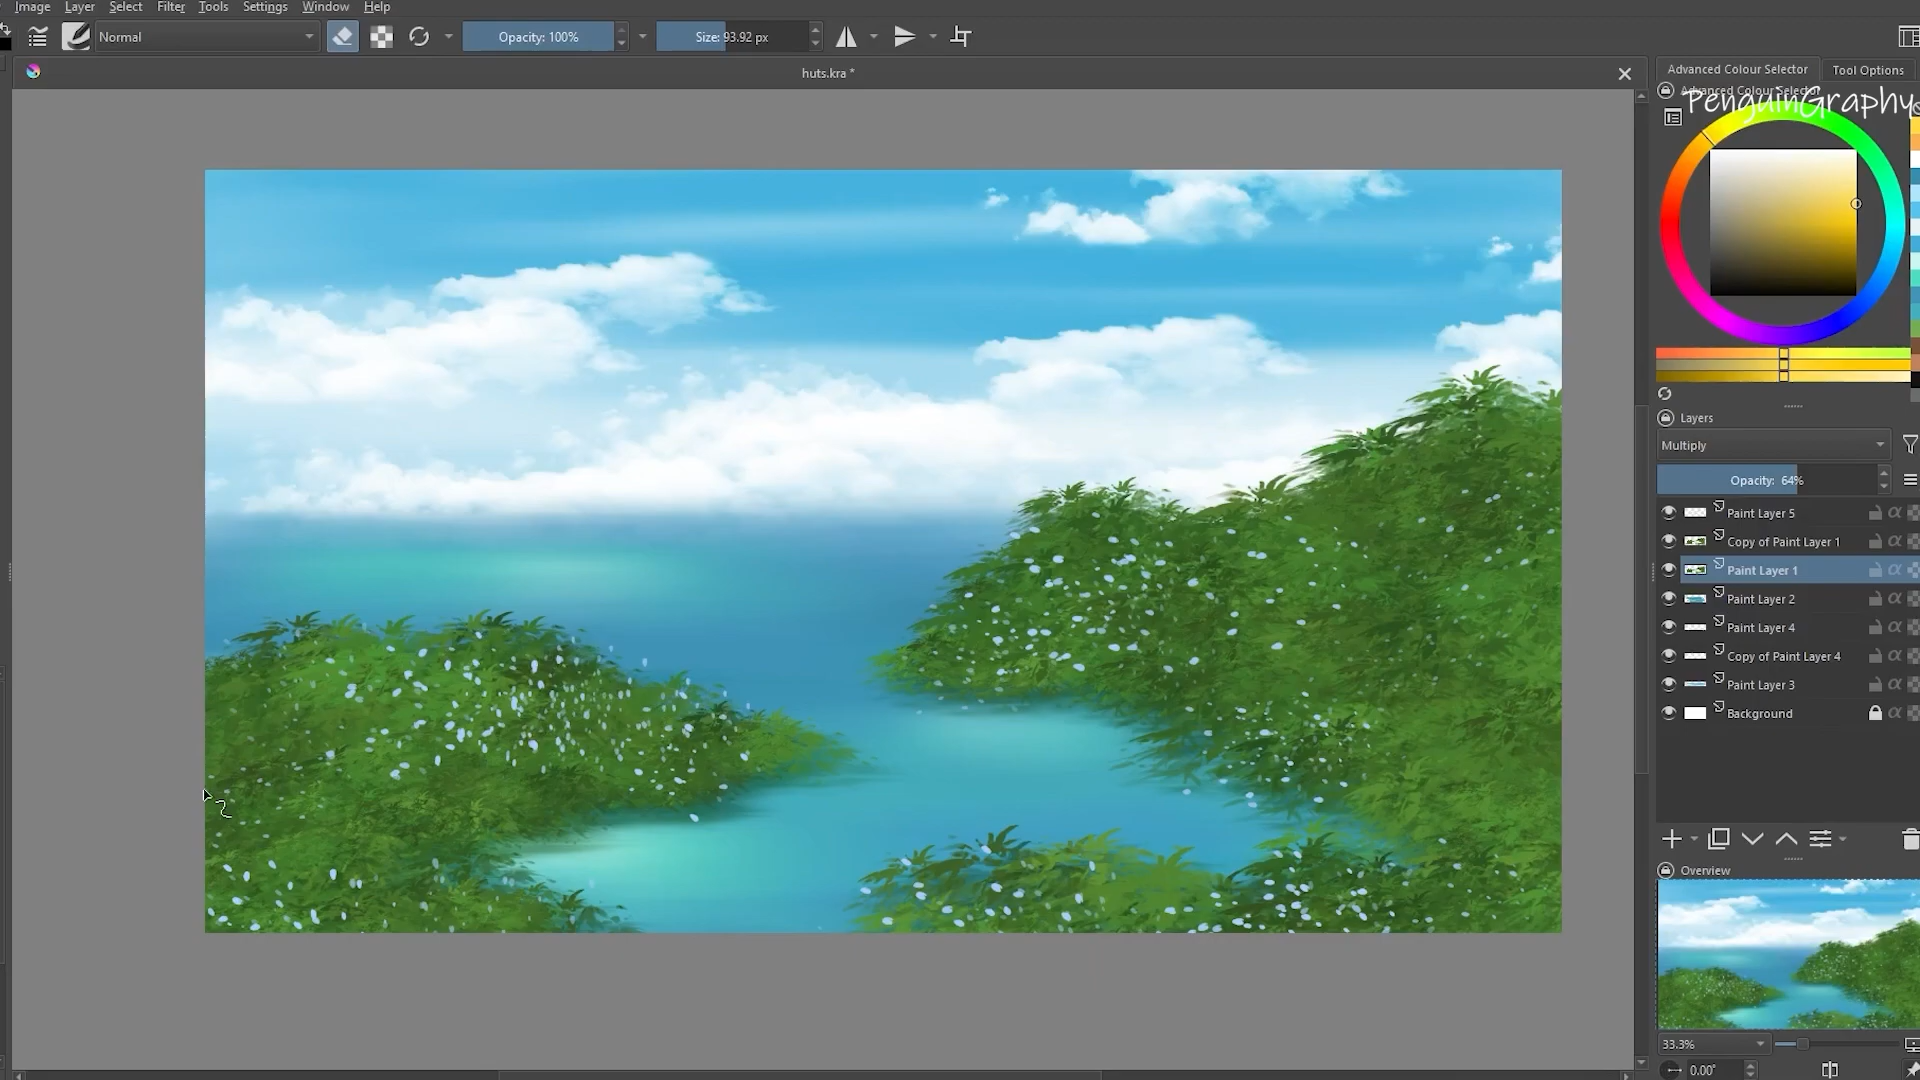 Image Layer Select Filter Tools Settings Window Help
Normal
Opacity: 100%
Size: 93.92 px
huts.kra *
Advanced Colour Selector
Tool Options
Advanced Colour Selector
PenguinGraphy
Layers
Multiply
Opacity: 64%
Paint Layer 5
Copy of Paint Layer 1
Paint Layer 1
Paint Layer 2
Paint Layer 4
Copy of Paint Layer 4
Paint Layer 3
Background
Overview
33.3%
0.00°